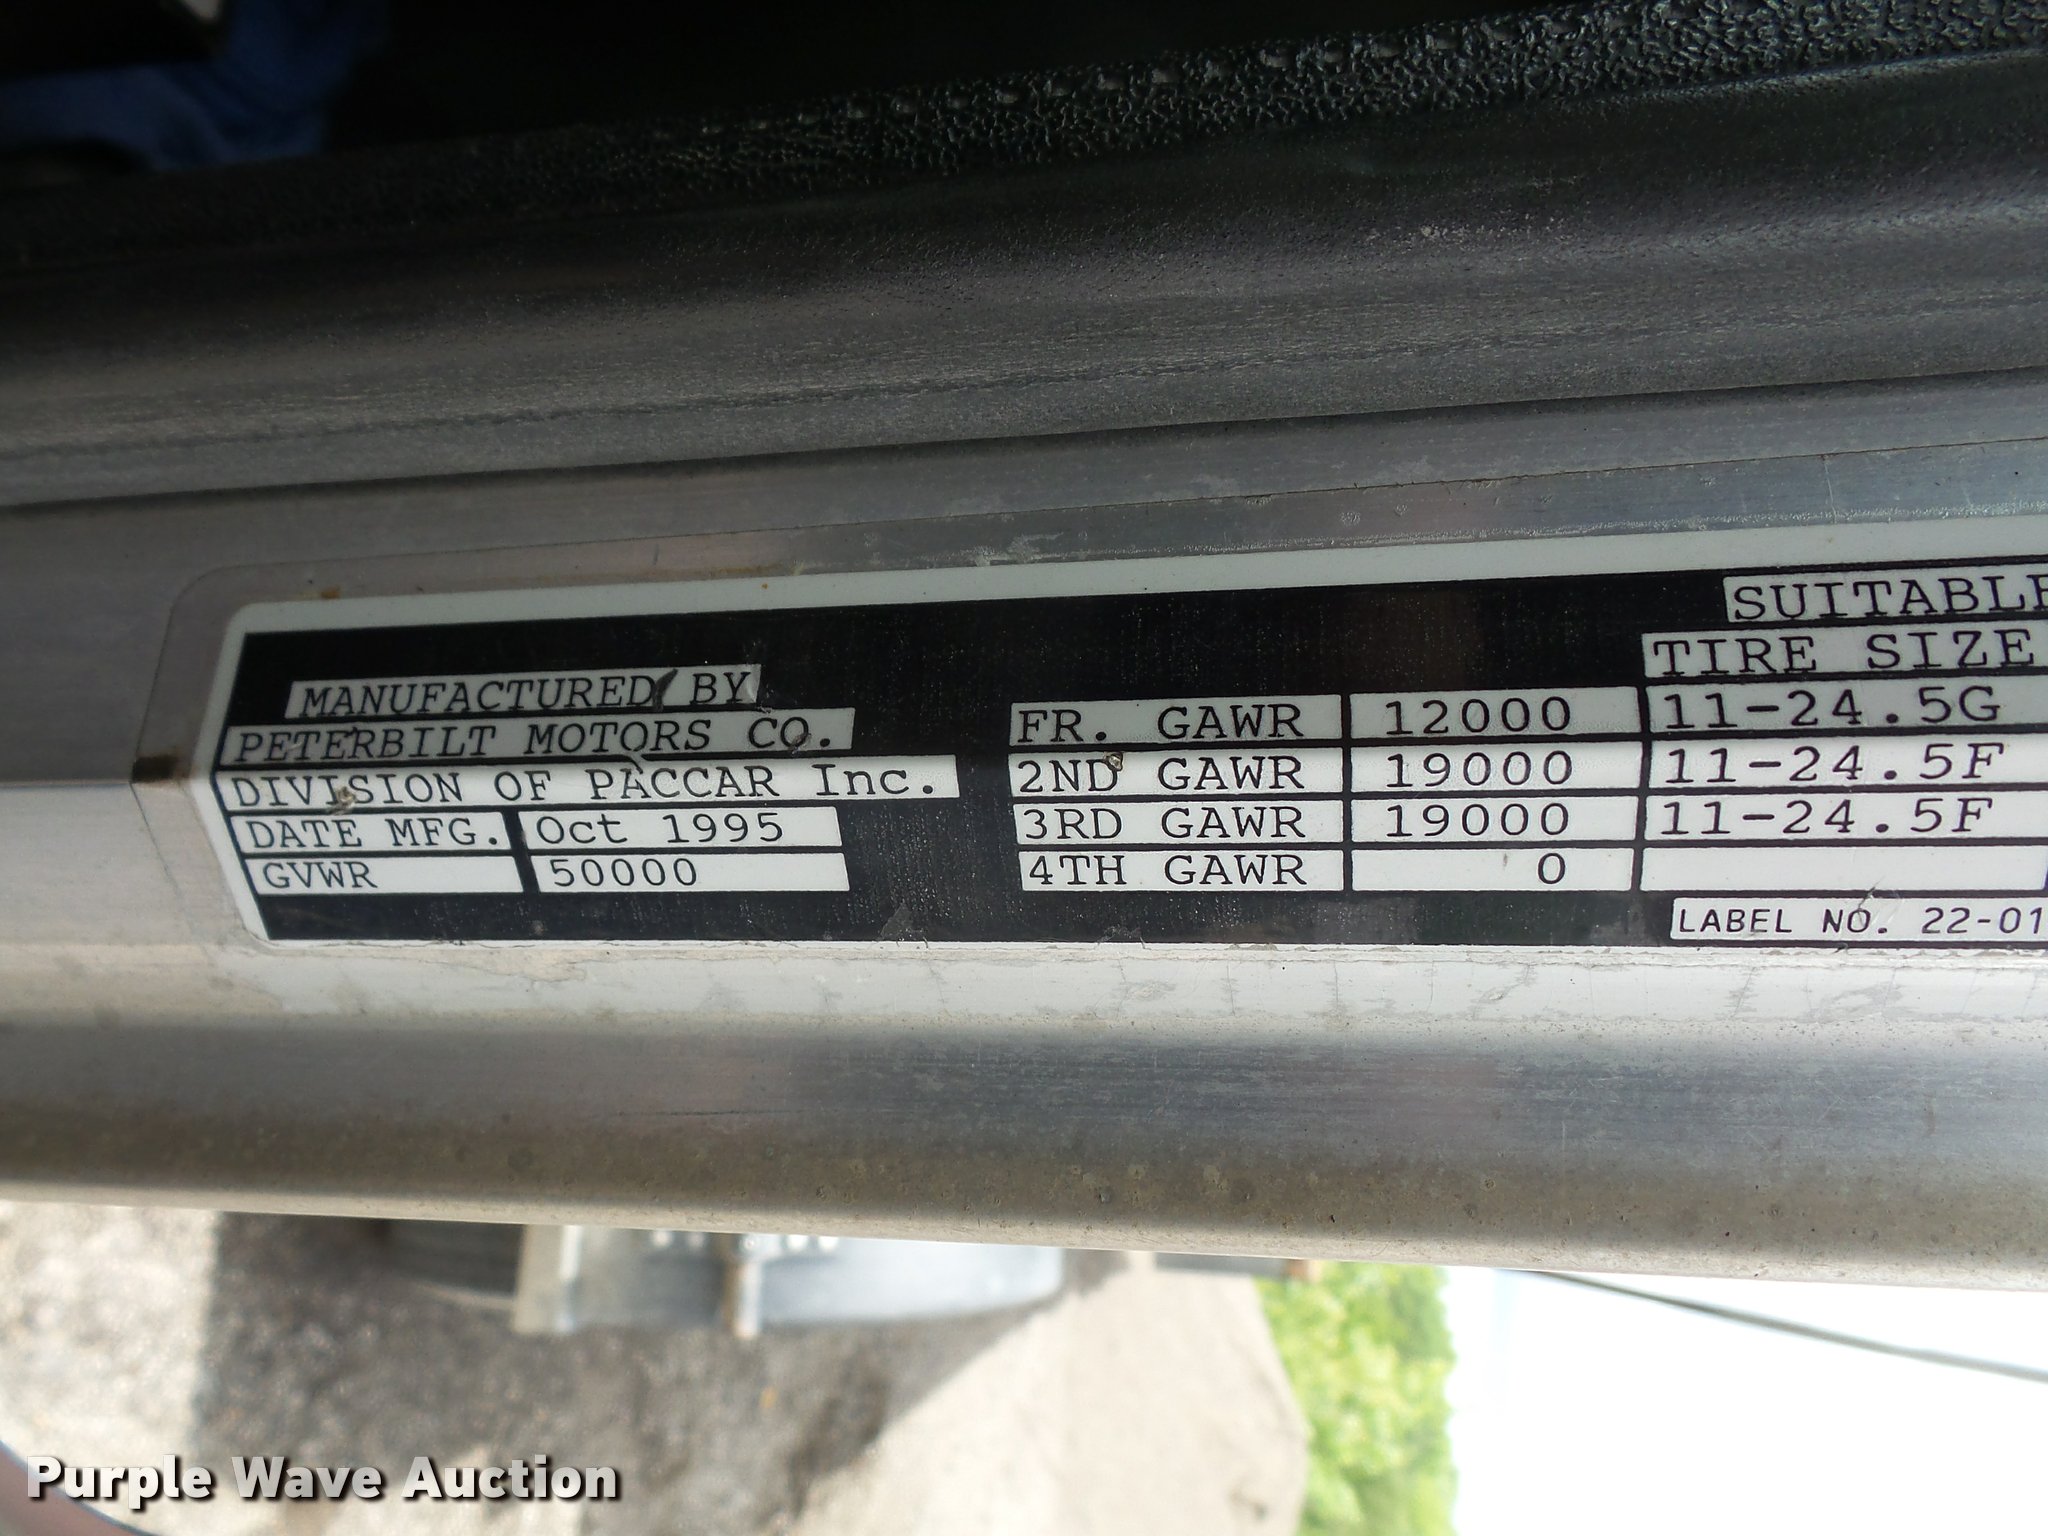 MANUFACTURED BY
PETERBILT MOTORS CO.
DIVISION OF PACCAR Inc.
DATE MFG. Oct 1995
GVWR 50000
SUITABLE
TIRE SIZE
FR. GAWR 12000 11-24.5G
2ND GAWR 19000 11-24.5F
3RD GAWR 19000 11-24.5F
4TH GAWR 0
LABEL NO. 22-01
Purple Wave Auction